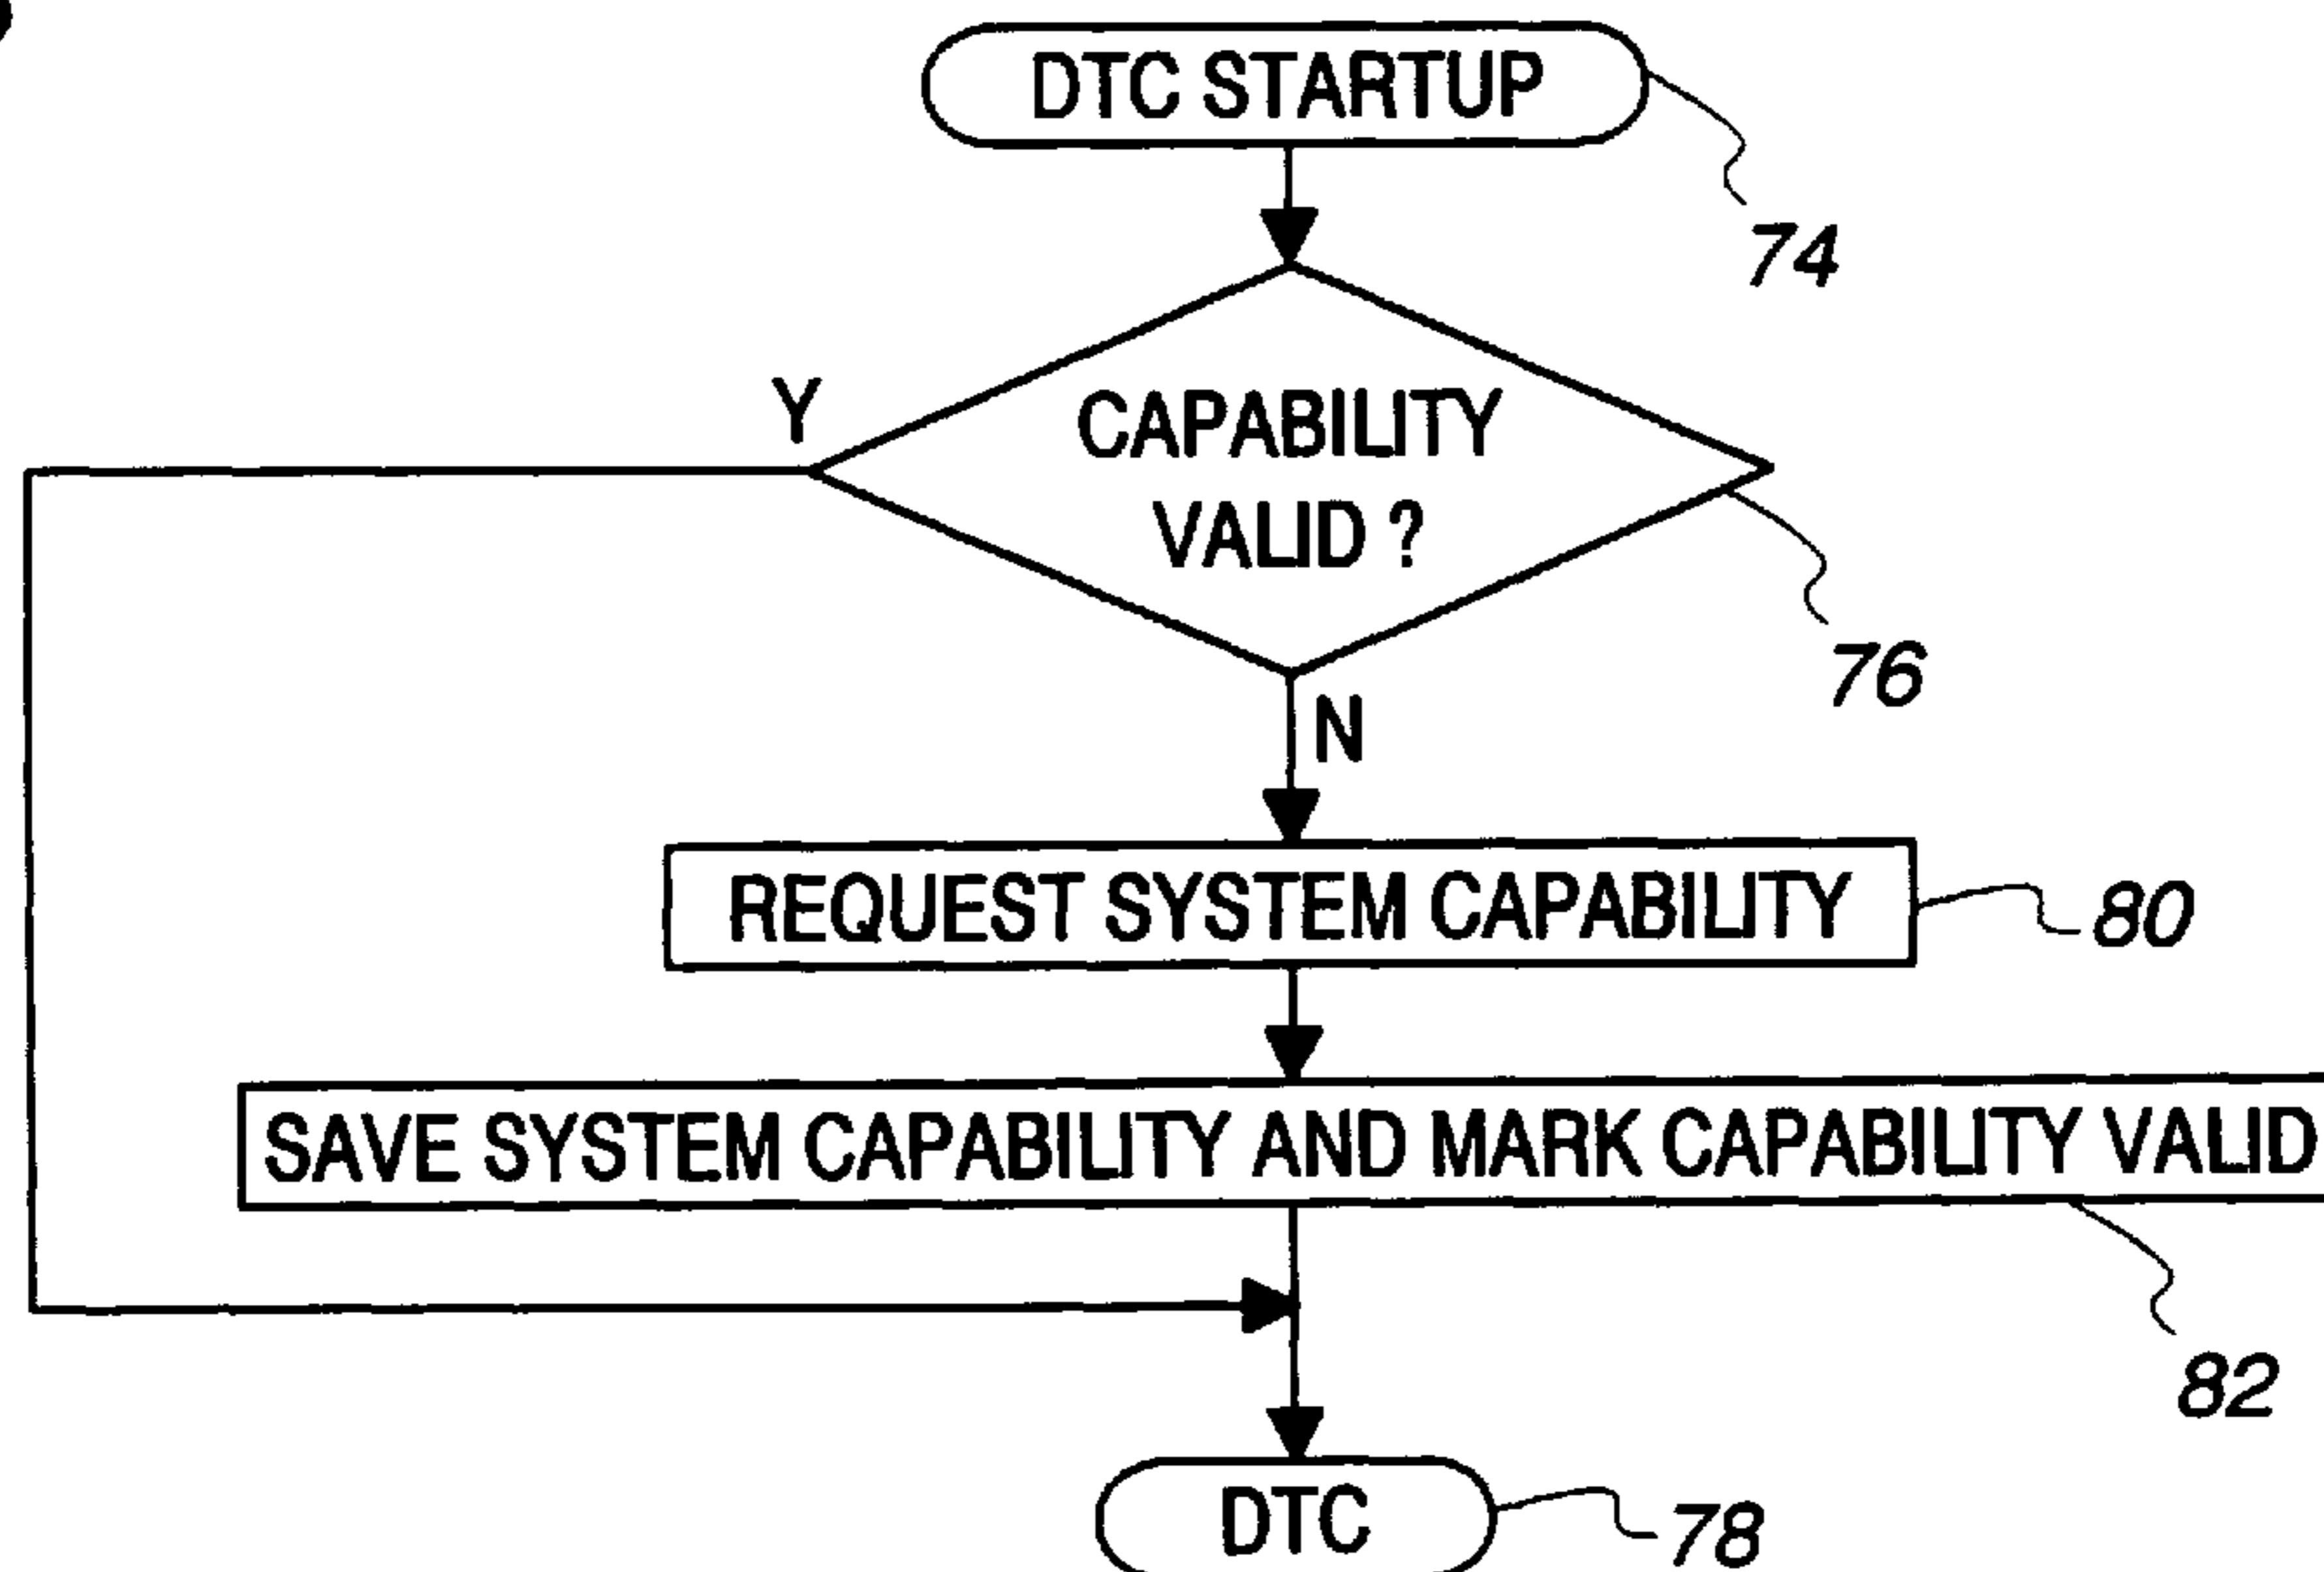 DTC STARTUP
74
Y
CAPABILITY
VALID ?
76
N
REQUEST SYSTEM CAPABILITY
80
SAVE SYSTEM CAPABILITY AND MARK CAPABILITY VALID
82
DTC
78